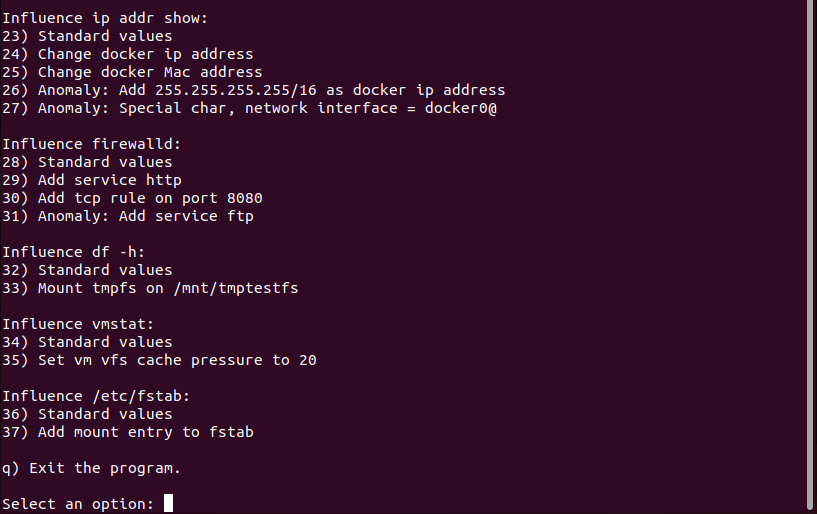 Influence ip addr show:
23) Standard values
24) Change docker ip address
25) Change docker Mac address
26) Anomaly: Add 255.255.255.255/16 as docker ip address
27) Anomaly: Special char, network interface = docker0@
Influence firewalld:
28) Standard values
29) Add service http
30) Add tcp rule on port 8080
31) Anomaly: Add service ftp
Influence df -h:
32) Standard values
33) Mount tmpfs on /mnt/tmptestfs
Influence vmstat:
34) Standard values
35) Set vm vfs cache pressure to 20
Influence /etc/fstab:
36) Standard values
37) Add mount entry to fstab
q) Exit the program.
Select an option: